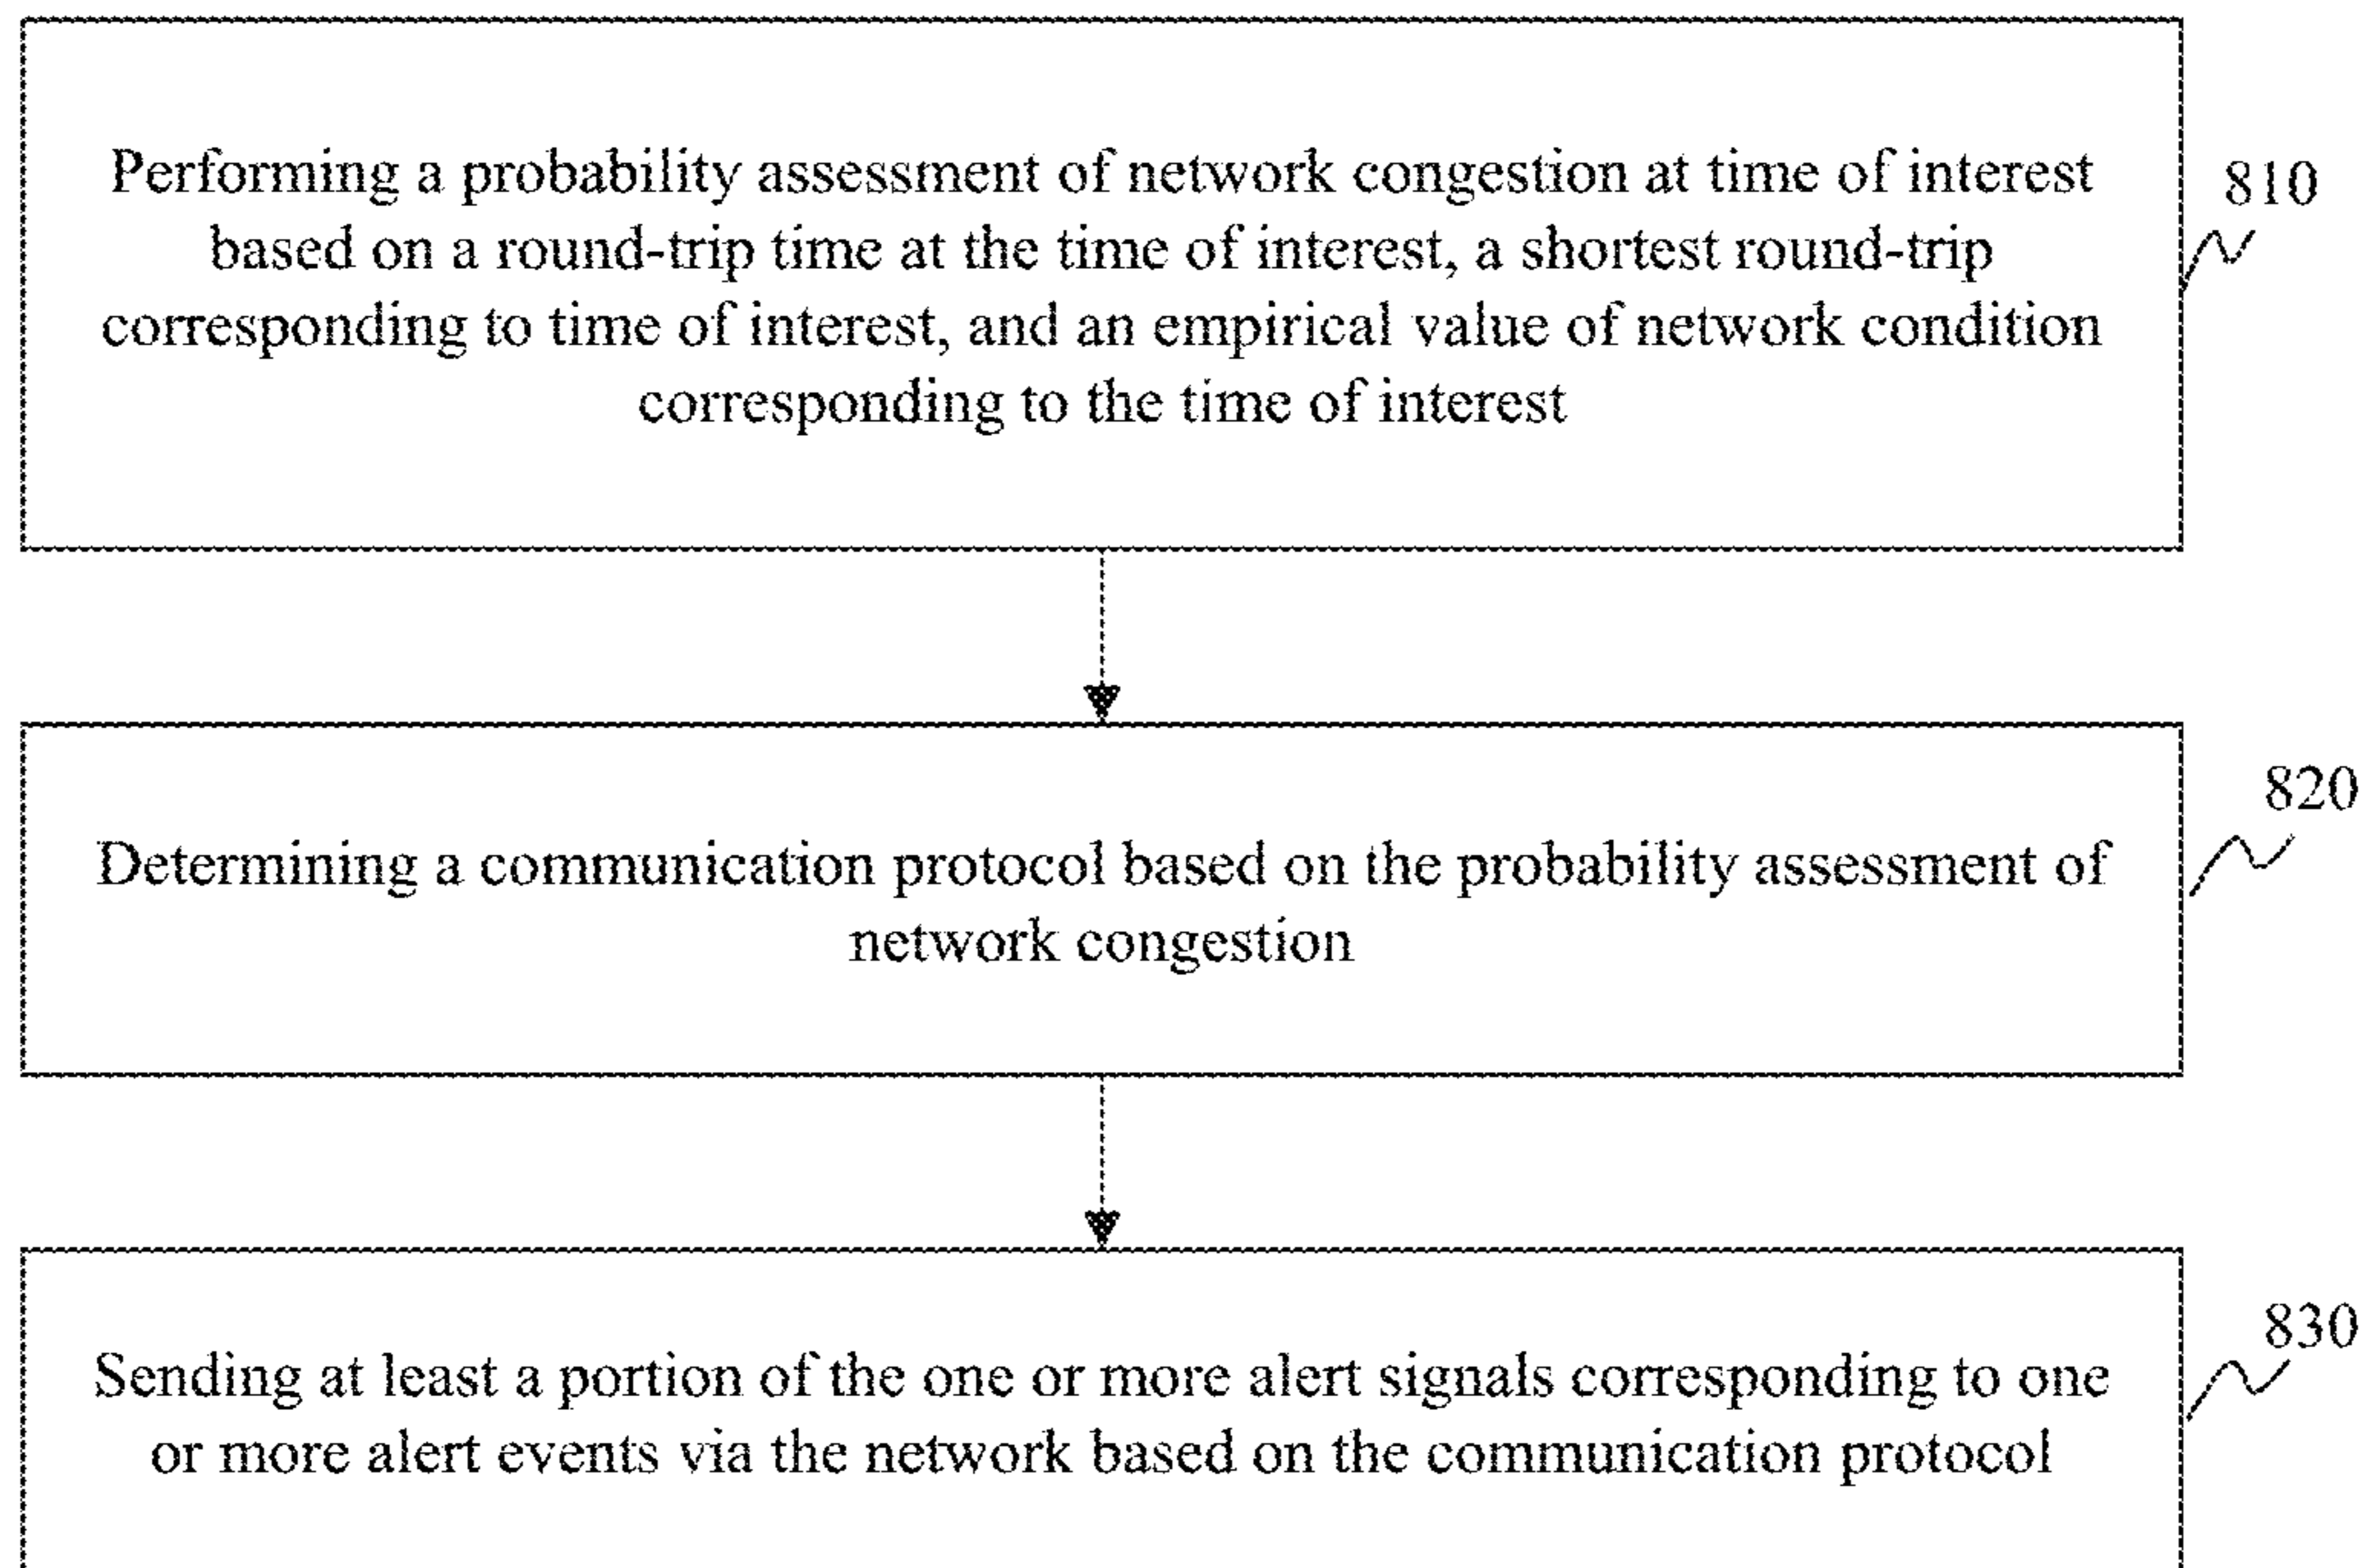 Performing a probability assessment of network congestion at time of interest
810
based on a round-trip time at the time of interest, a shortest round-trip
corresponding to time of interest, and an empirical value of network condition
corresponding to the time of interest
820
Determining a communication protocol based on the probability assessment of
network congestion
830
Sending at least a portion of the one or more alert signals corresponding to one
or more alert events via the network based on the communication protocol